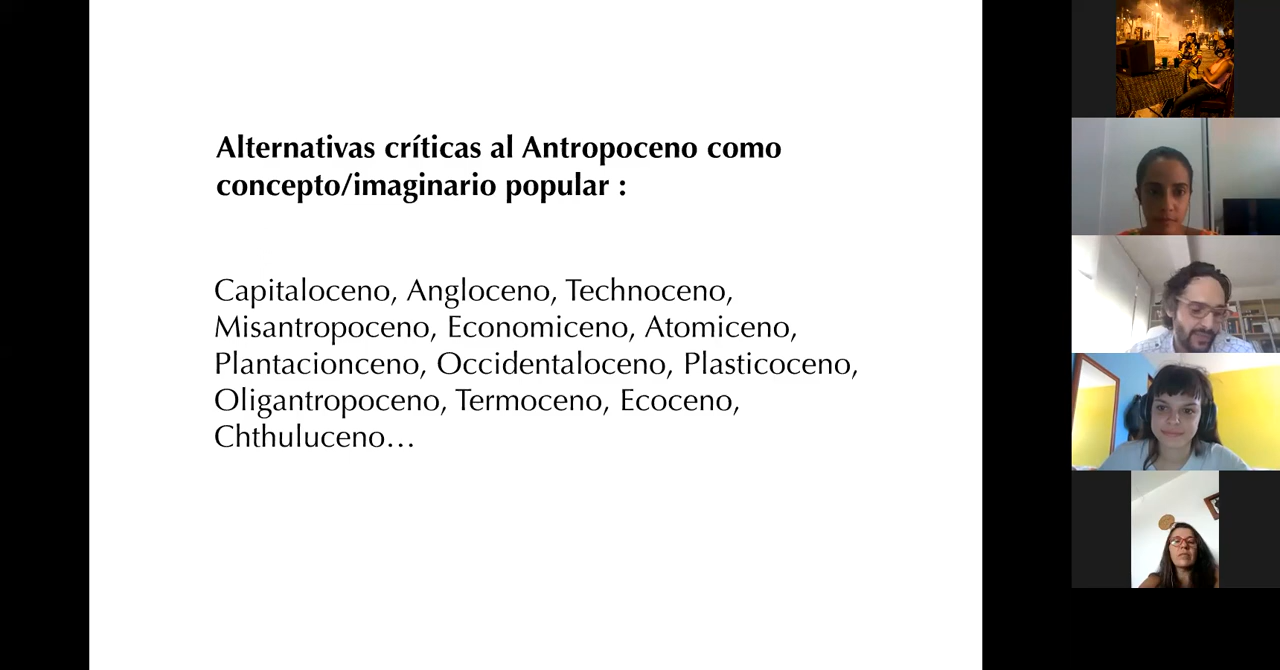 Alternativas críticas al Antropoceno como
concepto/imaginario popular :
Capitaloceno, Angloceno, Technoceno,
Misantropoceno, Economiceno, Atomiceno,
Plantacionceno, Occidentaloceno, Plasticoceno,
Oligantropoceno, Termoceno, Ecoceno,
Chthuluceno…